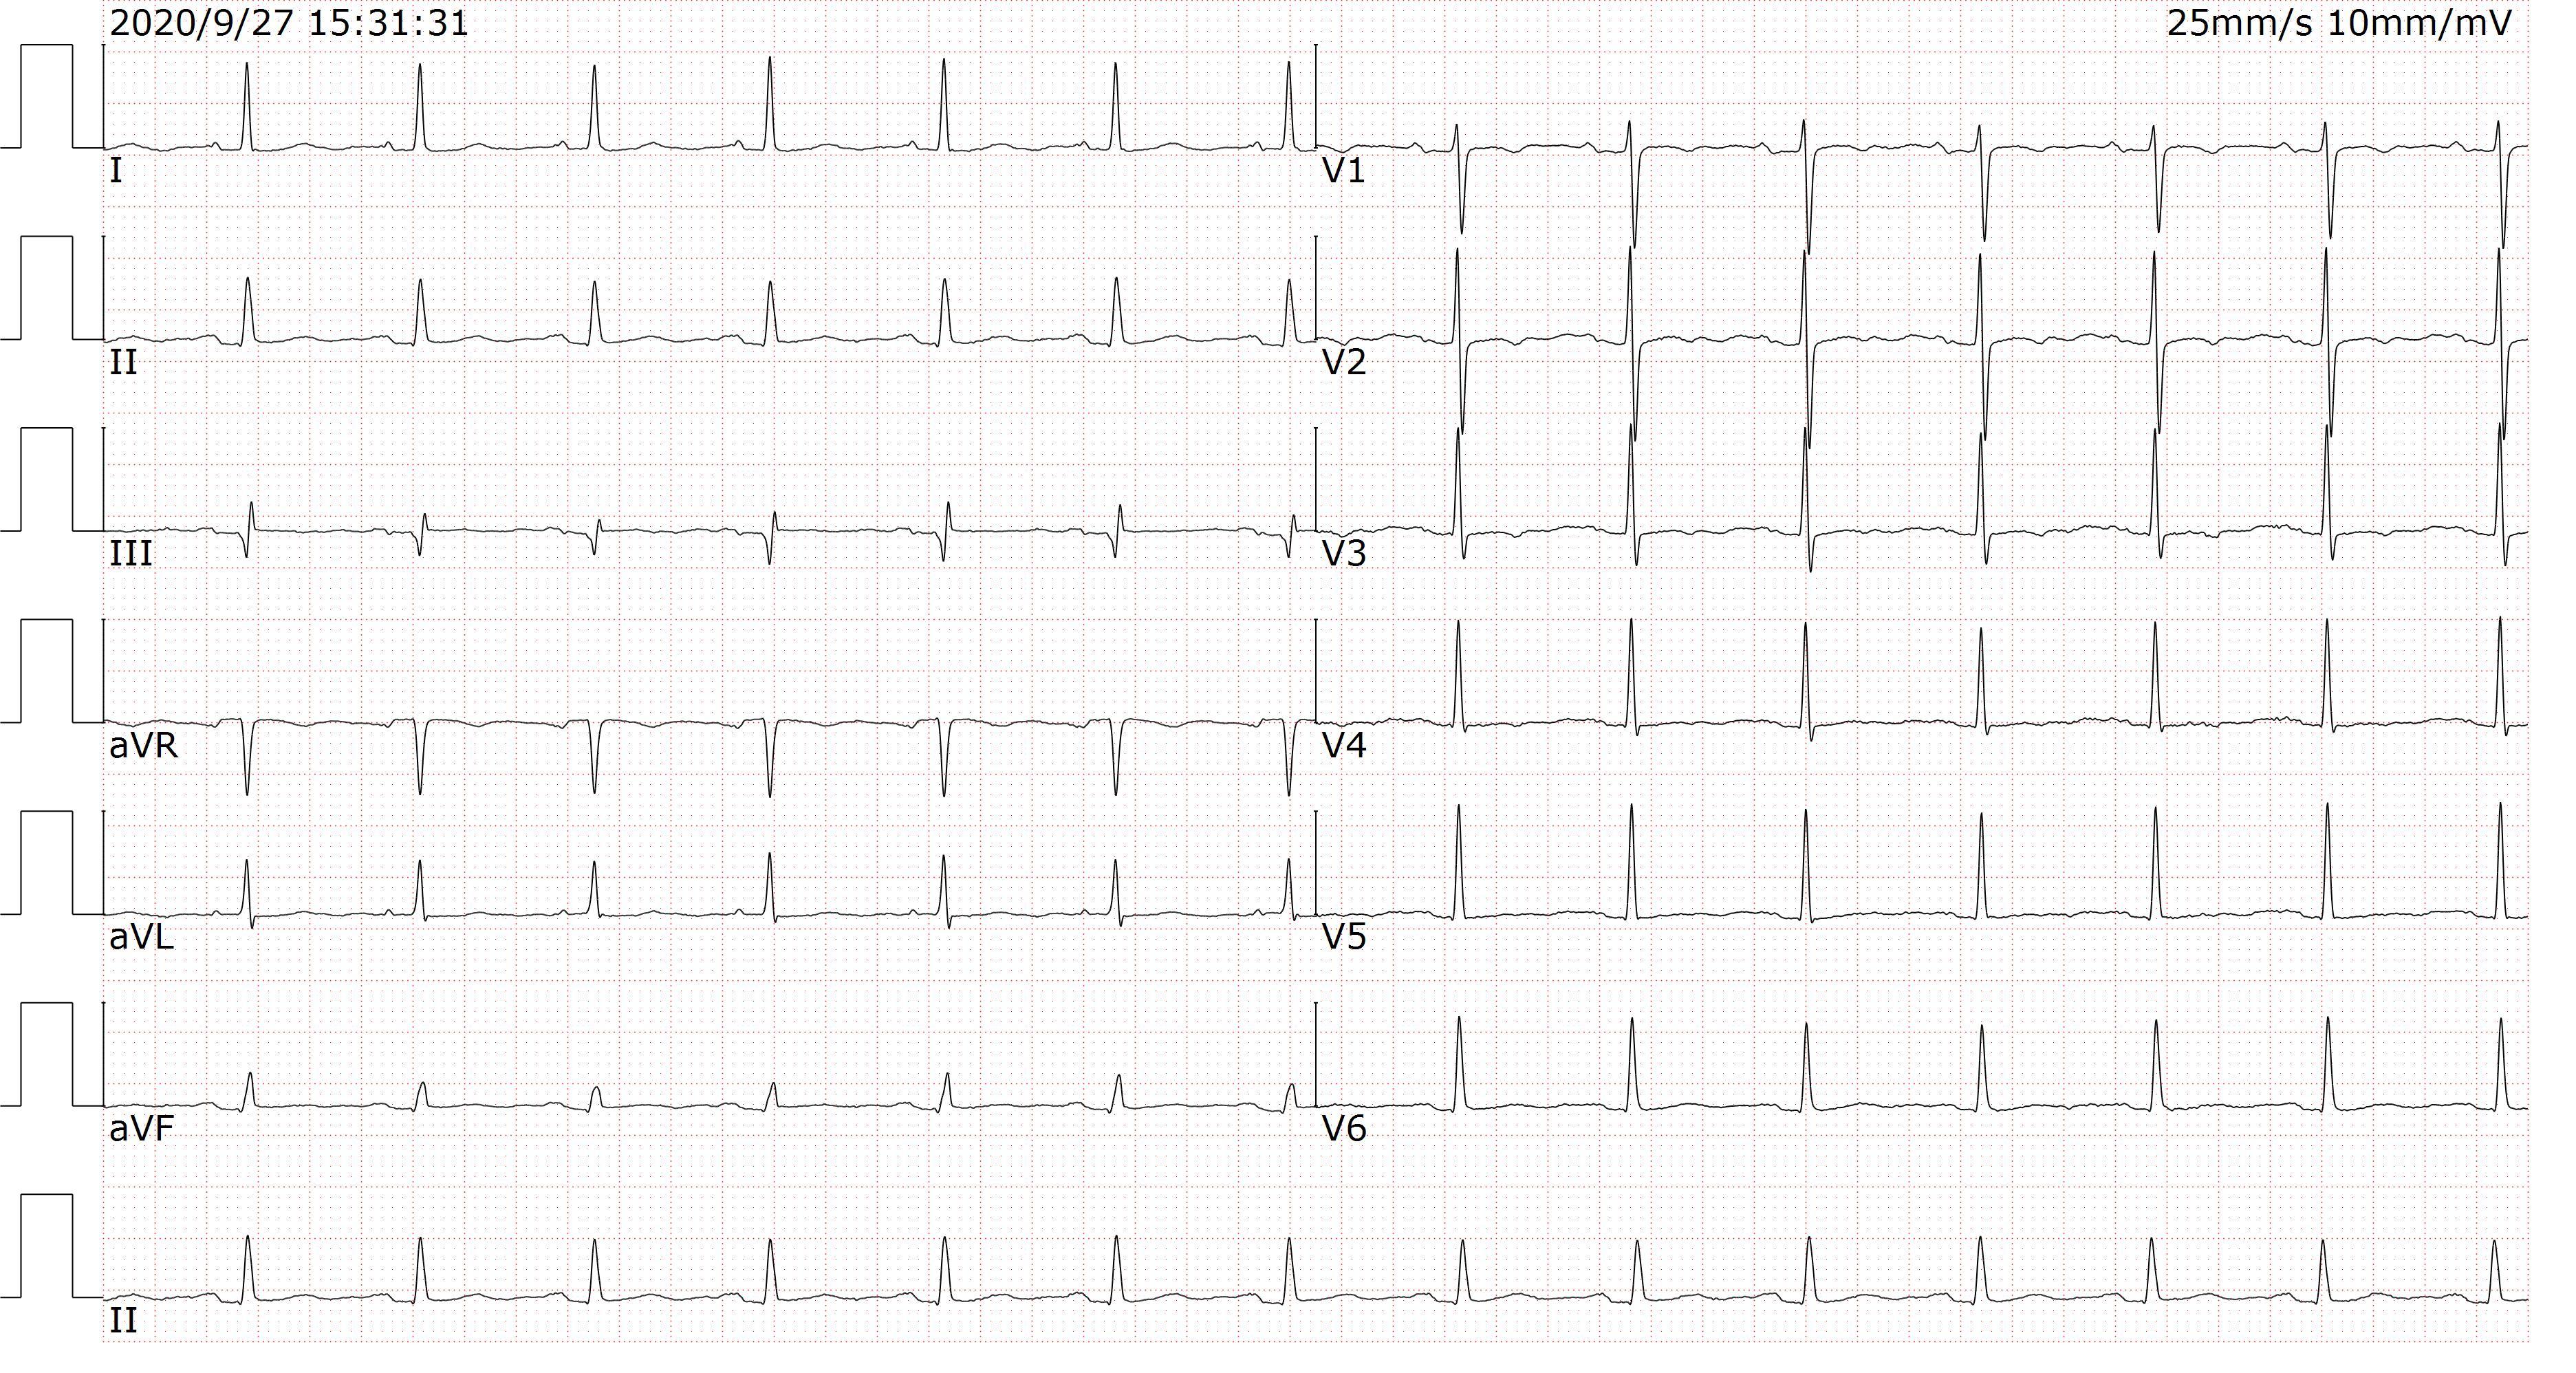 2020/9/27 15:31:31
25mm/s 10mm/mV
I
V1
II
V2
III
V3
aVR
V4
aVL
V5
aVF
V6
II